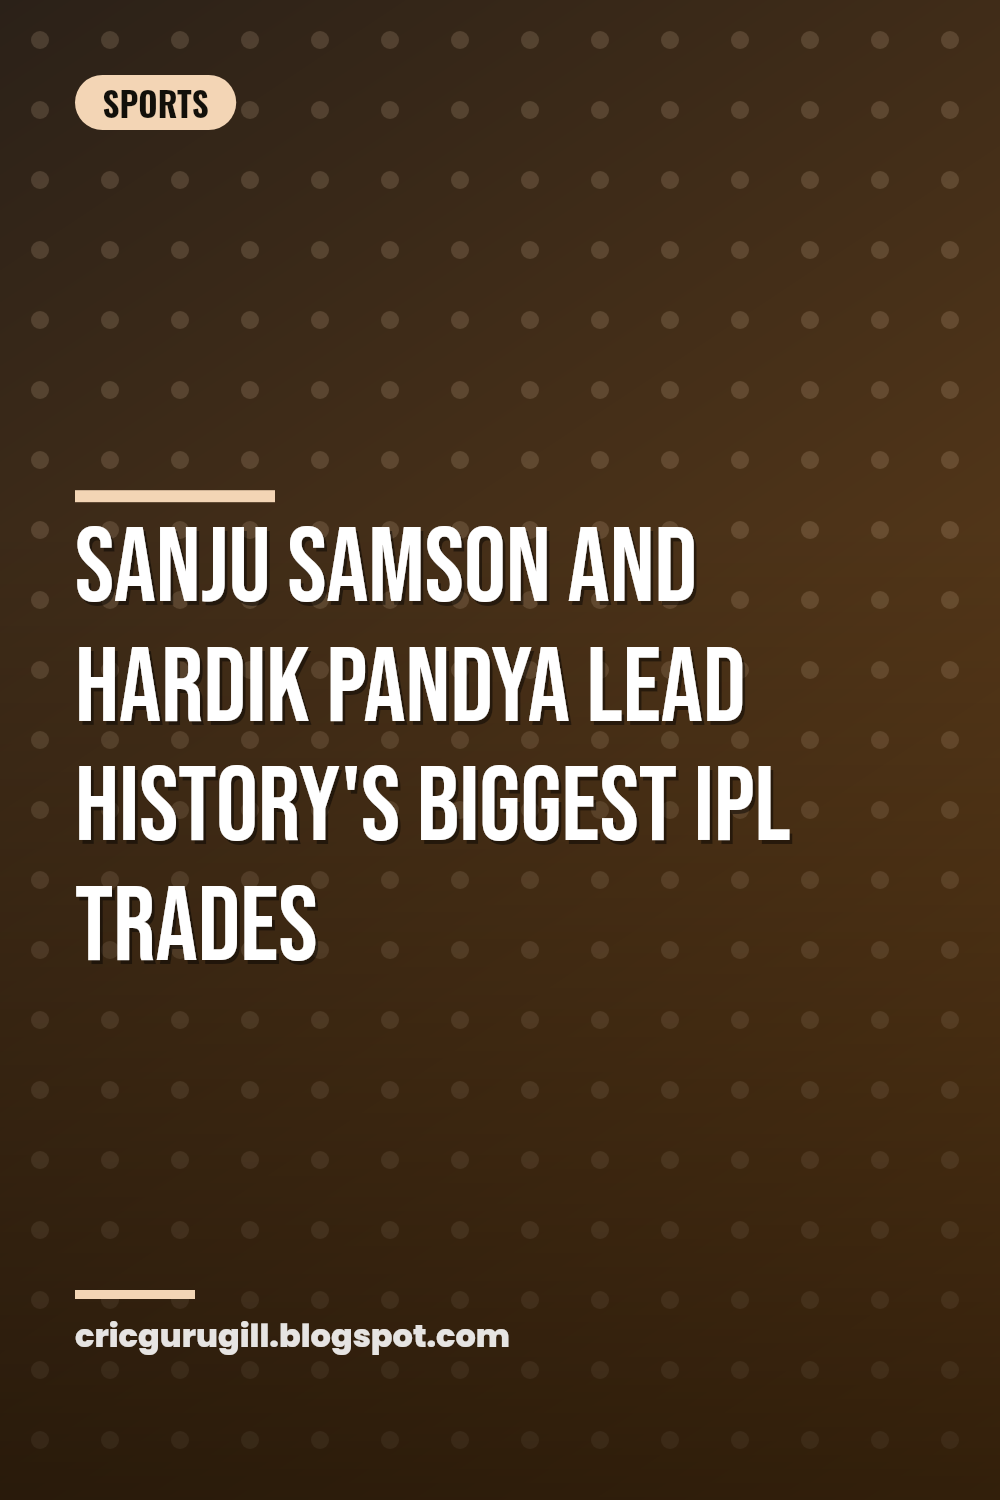 SPORTS
SANJU SAMSON AND
HARDIK PANDYA LEAD
HISTORY'S BIGGEST IPL
TRADES
cricgurugill.blogspot.com